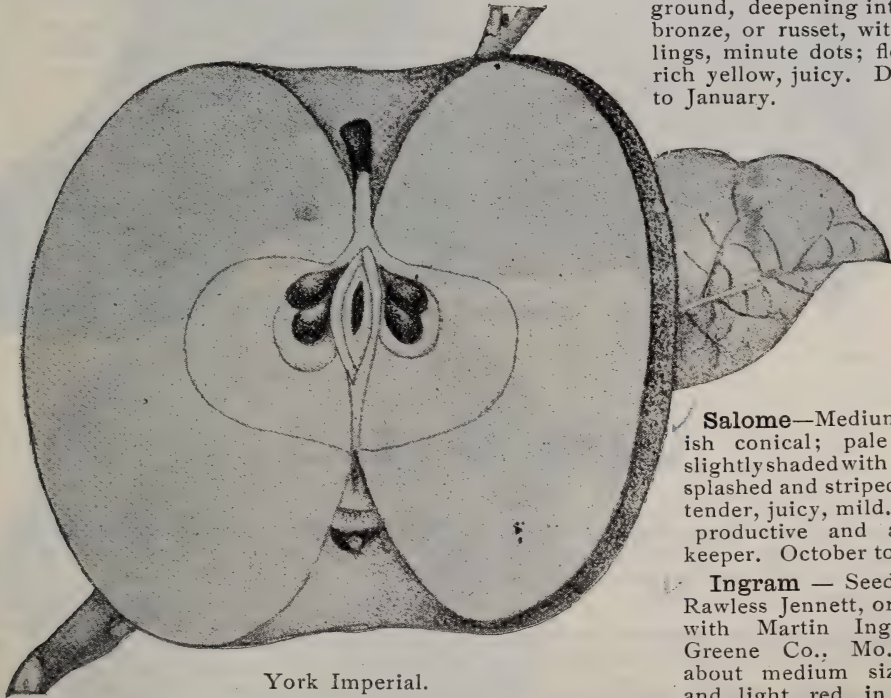 ground, deepening int
bronze, or russet, wit
lings, minute dots; fle
rich yellow, juicy. D
to January.
Salome—Medium
ish conical; pale
slightly shaded with
splashed and striped
tender, juicy, mild.
productive and a
keeper. October to
Ingram — Seed
Rawless Jennett, or
with Martin Ing
Greene Co., Mo.
about medium siz
and light red in
York Imperial.